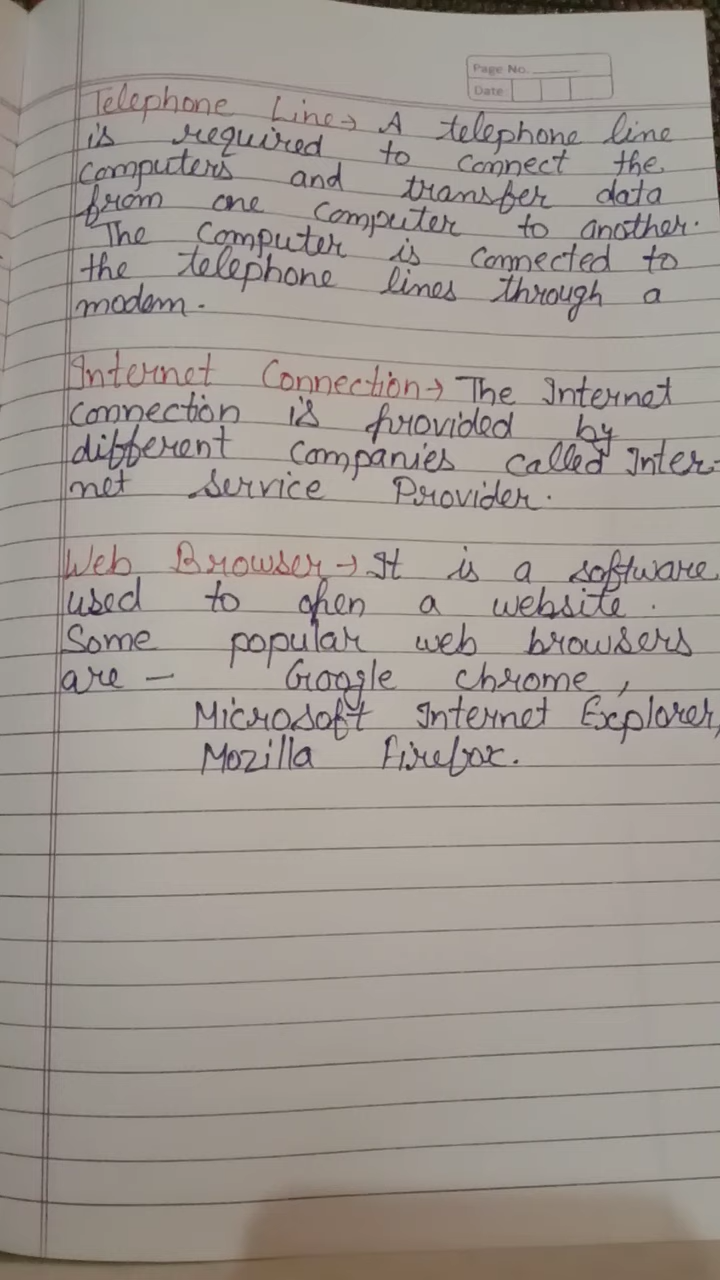 Page No.
Date
Telephone Line → A telephone line
is required to connect the
computers and transfer data
from one computer to another.
The computer is connected to
the telephone lines through a
modem.
Internet Connection → The Internet
connection is provided by
different companies called Inter-
net Service Provider.
Web Browser → It is a software
used to open a website.
Some popular web browsers
are - Google chrome,
Microsoft Internet Explorer,
Mozilla Firefox.